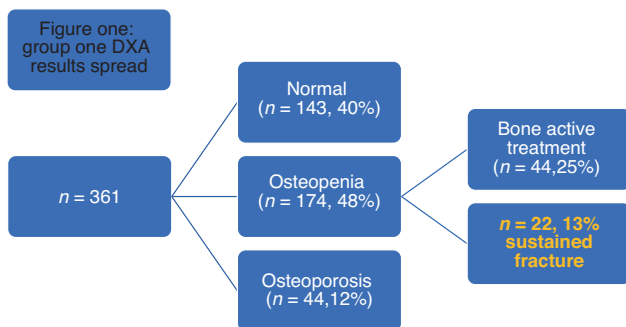 Figure one:
group one DXA
results spread
n = 361
Normal
(n = 143, 40%)
Osteopenia
(n = 174, 48%)
Osteoporosis
(n = 44,12%)
Bone active
treatment
(n = 44,25%)
n = 22, 13%
sustained
fracture